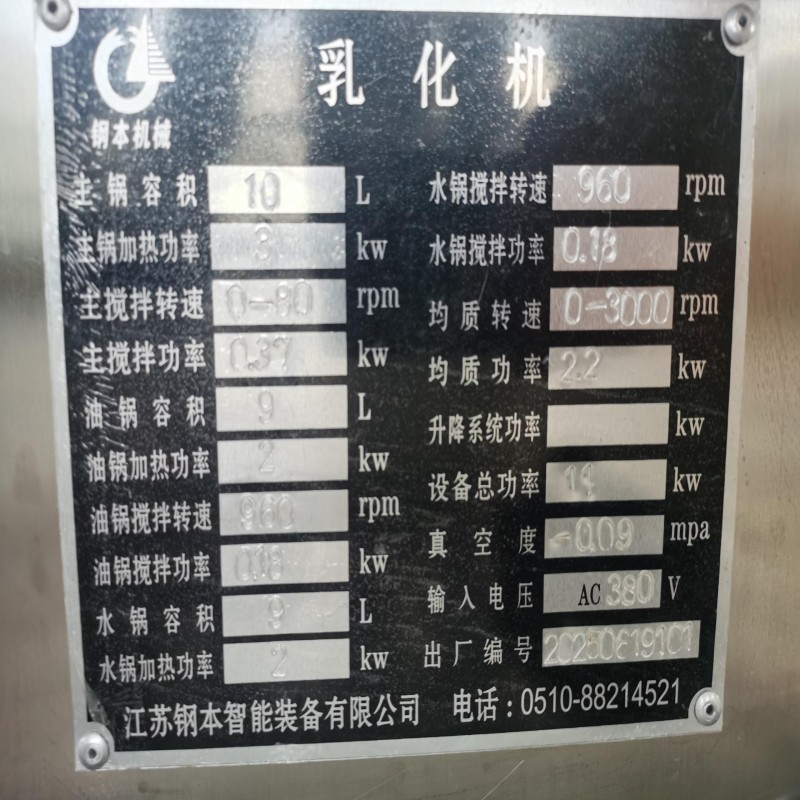 乳化机
钢本机械
主锅容积 10 L
主锅加热功率 3 kw
主搅拌转速 0-80 rpm
主搅拌功率 0.37 kw
油锅容积 9 L
油锅加热功率 2 kw
油锅搅拌转速 960 rpm
油锅搅拌功率 0.18 kw
水锅容积 9 L
水锅加热功率 2 kw
水锅搅拌转速 960 rpm
水锅搅拌功率 0.18 kw
均质转速 0-3000 rpm
均质功率 2.2 kw
升降系统功率 kw
设备总功率 kw
真空度 -0.09 mpa
输入电压 AC 380 V
出厂编号 20250619101
江苏钢本智能装备有限公司 电话:0510-88214521